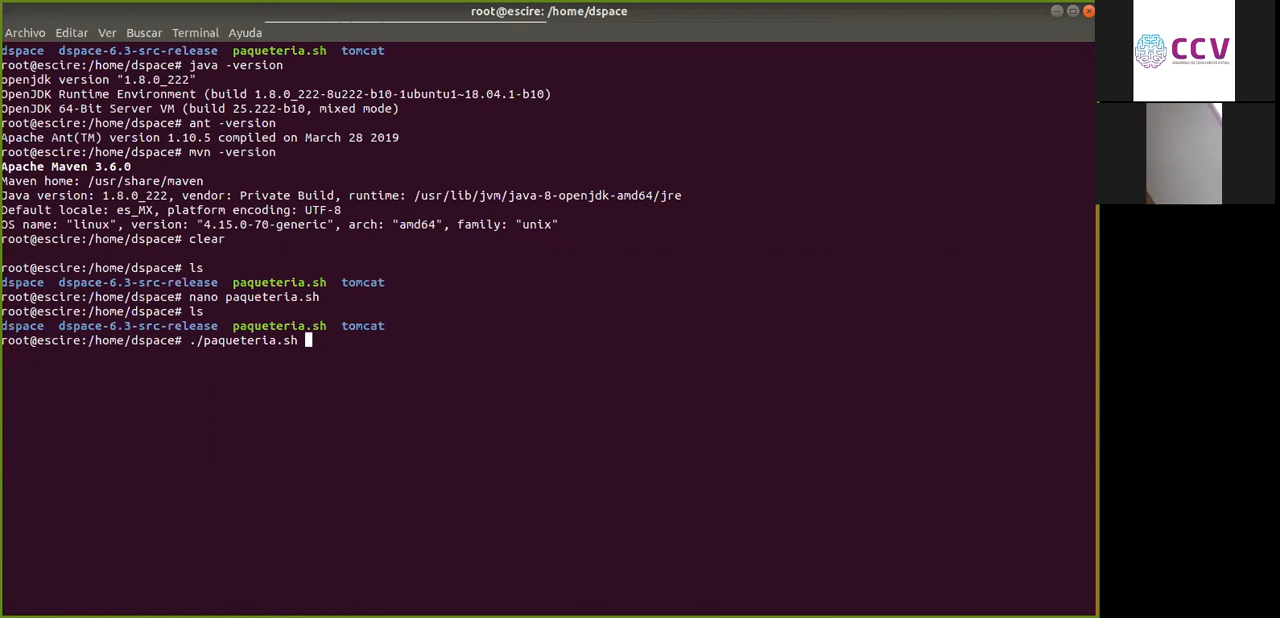 root@escire: /home/dspace
Archivo Editar Ver Buscar Terminal Ayuda
dspace dspace-6.3-src-release paqueteria.sh tomcat
root@escire:/home/dspace# java -version
openjdk version "1.8.0_222"
OpenJDK Runtime Environment (build 1.8.0_222-8u222-b10-1ubuntu1~18.04.1-b10)
OpenJDK 64-Bit Server VM (build 25.222-b10, mixed mode)
root@escire:/home/dspace# ant -version
Apache Ant(TM) version 1.10.5 compiled on March 28 2019
root@escire:/home/dspace# mvn -version
Apache Maven 3.6.0
Maven home: /usr/share/maven
Java version: 1.8.0_222, vendor: Private Build, runtime: /usr/lib/jvm/java-8-openjdk-amd64/jre
Default locale: es_MX, platform encoding: UTF-8
OS name: "linux", version: "4.15.0-70-generic", arch: "amd64", family: "unix"
root@escire:/home/dspace# clear
root@escire:/home/dspace# ls
dspace dspace-6.3-src-release paqueteria.sh tomcat
root@escire:/home/dspace# nano paqueteria.sh
root@escire:/home/dspace# ls
dspace dspace-6.3-src-release paqueteria.sh tomcat
root@escire:/home/dspace# ./paqueteria.sh
CCV